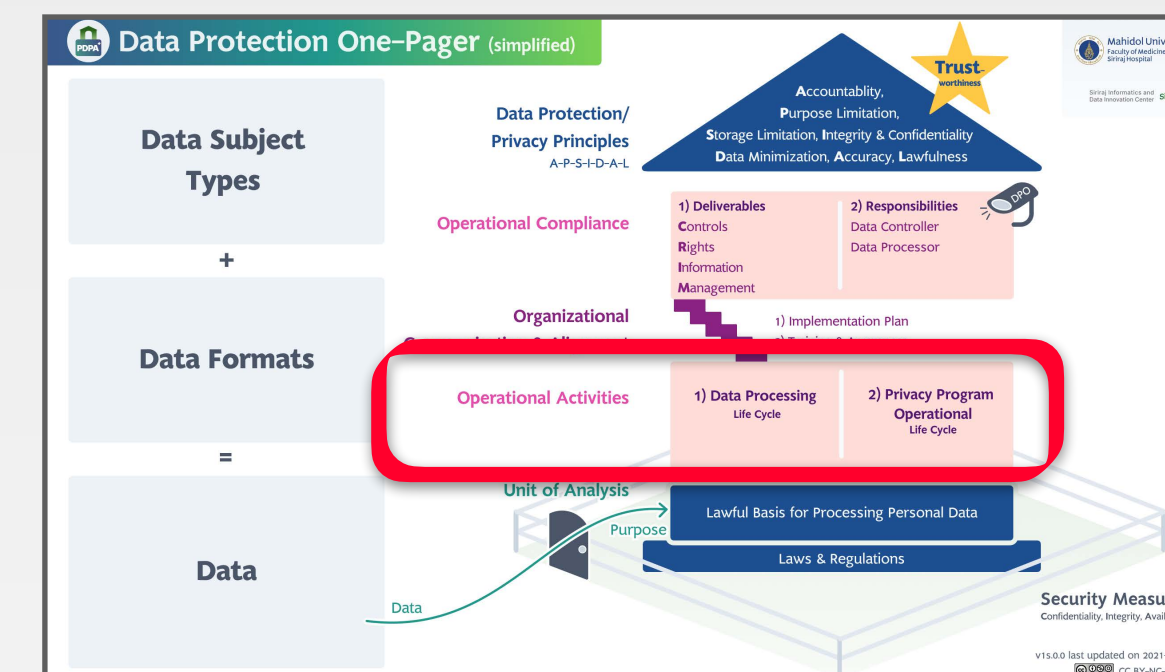 PDPA
Data Protection One-Pager (simplified)
Trust-
worthiness
Mahidol Univ
Faculty of Medicine
Siriraj Hospital
Siriraj Informatics and
Data Innovation Center
Data Subject
Types
+
Data Formats
=
Data
Data Protection/
Privacy Principles
A-P-S-I-D-A-L
Accountablity,
Purpose Limitation,
Storage Limitation, Integrity & Confidentiality
Data Minimization, Accuracy, Lawfulness
Operational Compliance
1) Deliverables
Controls
Rights
Information
Management
2) Responsibilities
Data Controller
Data Processor
DPO
Organizational
1) Implementation Plan
Operational Activities
1) Data Processing
Life Cycle
2) Privacy Program
Operational
Life Cycle
Unit of Analysis
Purpose
Data
Lawful Basis for Processing Personal Data
Laws & Regulations
Security Measu
Confidentiality, Integrity, Avail
v1s.0.0 last updated on 2021-
CC BY-NC-